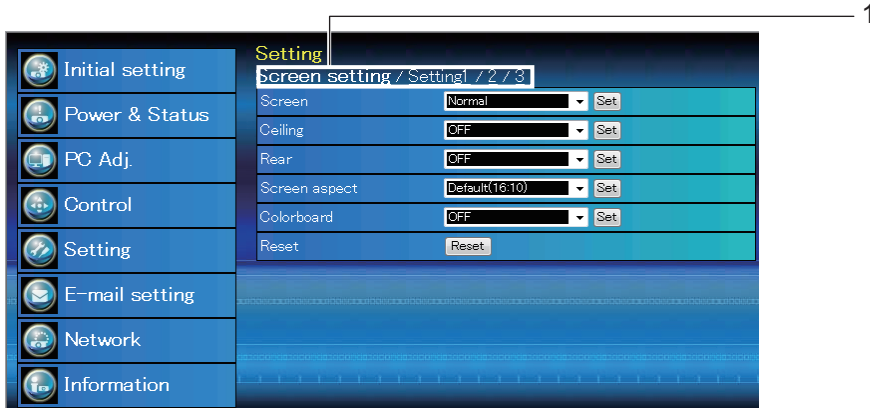 1
Initial setting
Power & Status
PC Adj.
Control
Setting
E-mail setting
Network
Information
Setting
Screen setting / Setting1 / 2 / 3
Screen Normal Set
Ceiling OFF Set
Rear OFF Set
Screen aspect Default(16:10) Set
Colorboard OFF Set
Reset Reset